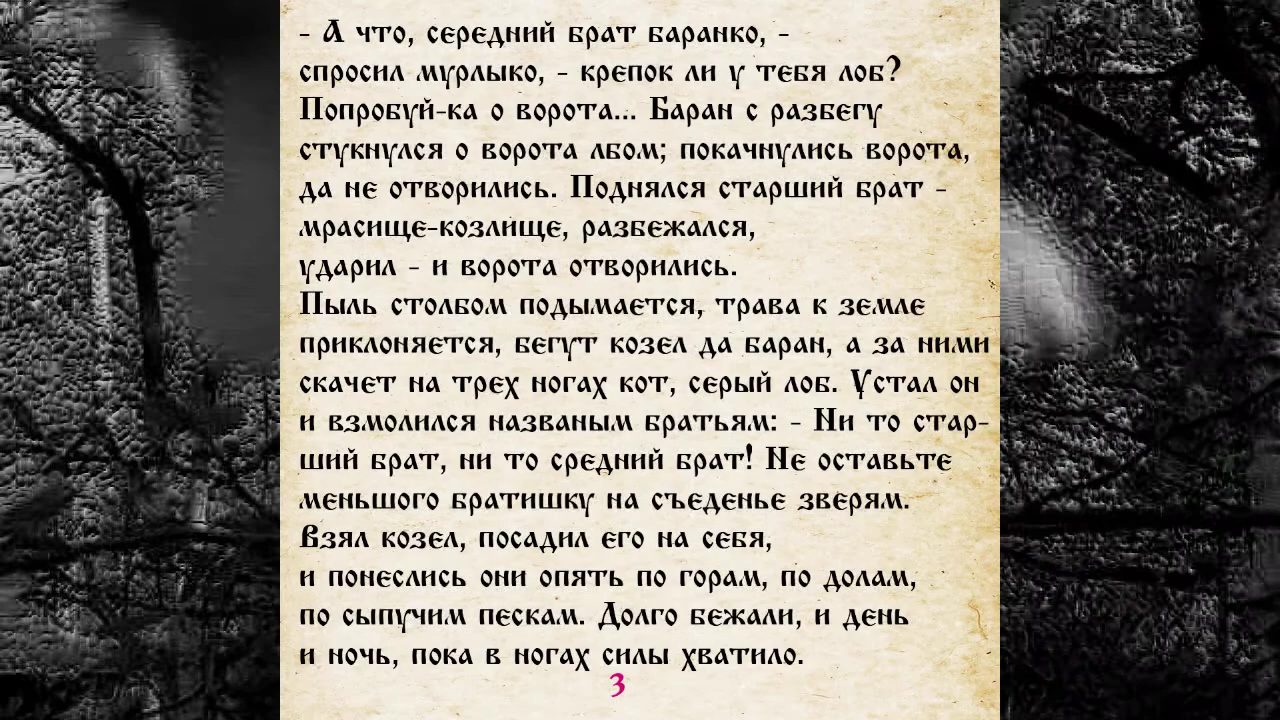 - А что, середний брат баранко, -
спросил мурлыко, - крепок ли у тебя лоб?
Попробуй-ка о ворота... Баран с разбегу
стукнулся о ворота лбом; покачнулись ворота,
да не отворились. Поднялся старший брат -
мрасище-козлище, разбежался,
ударил - и ворота отворились.
Пыль столбом подымается, трава к земле
приклоняется, бегут козел да баран, а за ними
скачет на трех ногах кот, серый лоб. Устал он
и взмолился названым братьям: - Ни то стар-
ший брат, ни то средний брат! Не оставьте
меньшого братишку на съеденье зверям.
Взял козел, посадил его на себя,
и понеслись они опять по горам, по долам,
по сыпучим пескам. Долго бежали, и день
и ночь, пока в ногах силы хватило.
3